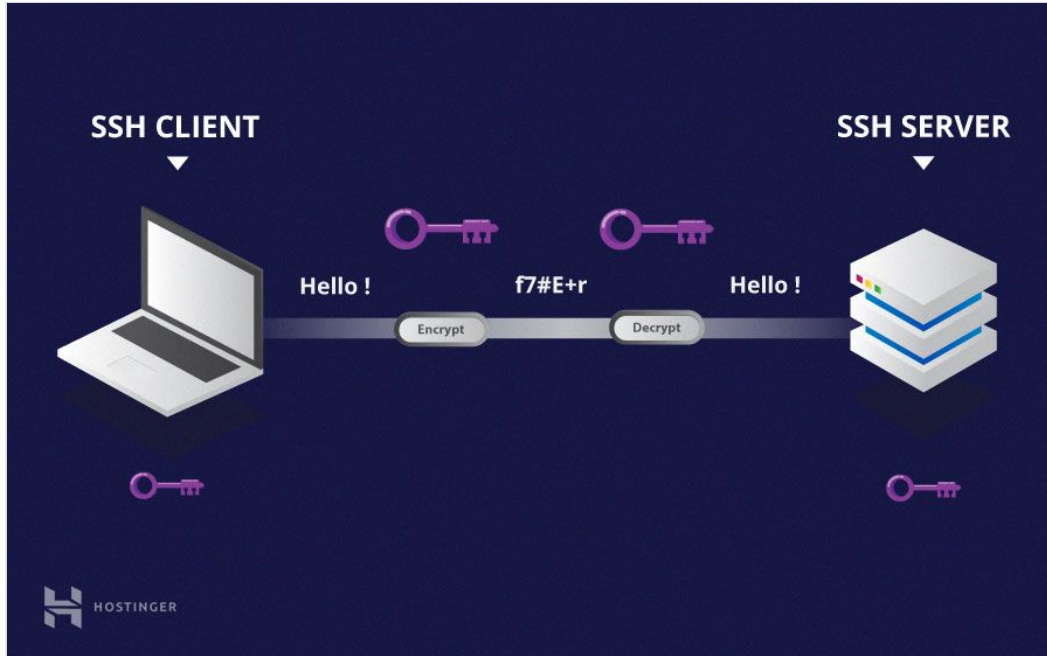 SSH CLIENT
SSH SERVER
Hello !
f7#E+r
Hello !
Encrypt
Decrypt
HOSTINGER